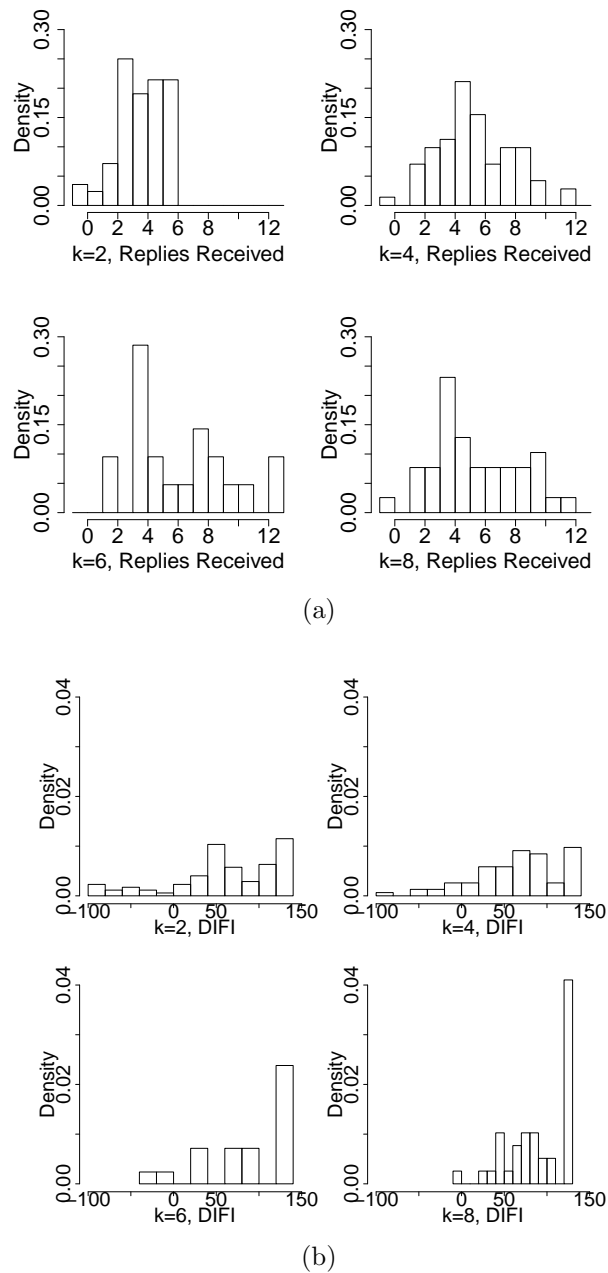 Density
0.00 0.15 0.30
0 2 4 6 8 12
k=2, Replies Received
Density
0.00 0.15 0.30
0 2 4 6 8 12
k=4, Replies Received
Density
0.00 0.15 0.30
0 2 4 6 8 12
k=6, Replies Received
Density
0.00 0.15 0.30
0 2 4 6 8 12
k=8, Replies Received
(a)
Density
0.00 0.02 0.04
−100 0 50 150
k=2, DIFI
Density
0.00 0.02 0.04
−100 0 50 150
k=4, DIFI
Density
0.00 0.02 0.04
−100 0 50 150
k=6, DIFI
Density
0.00 0.02 0.04
−100 0 50 150
k=8, DIFI
(b)